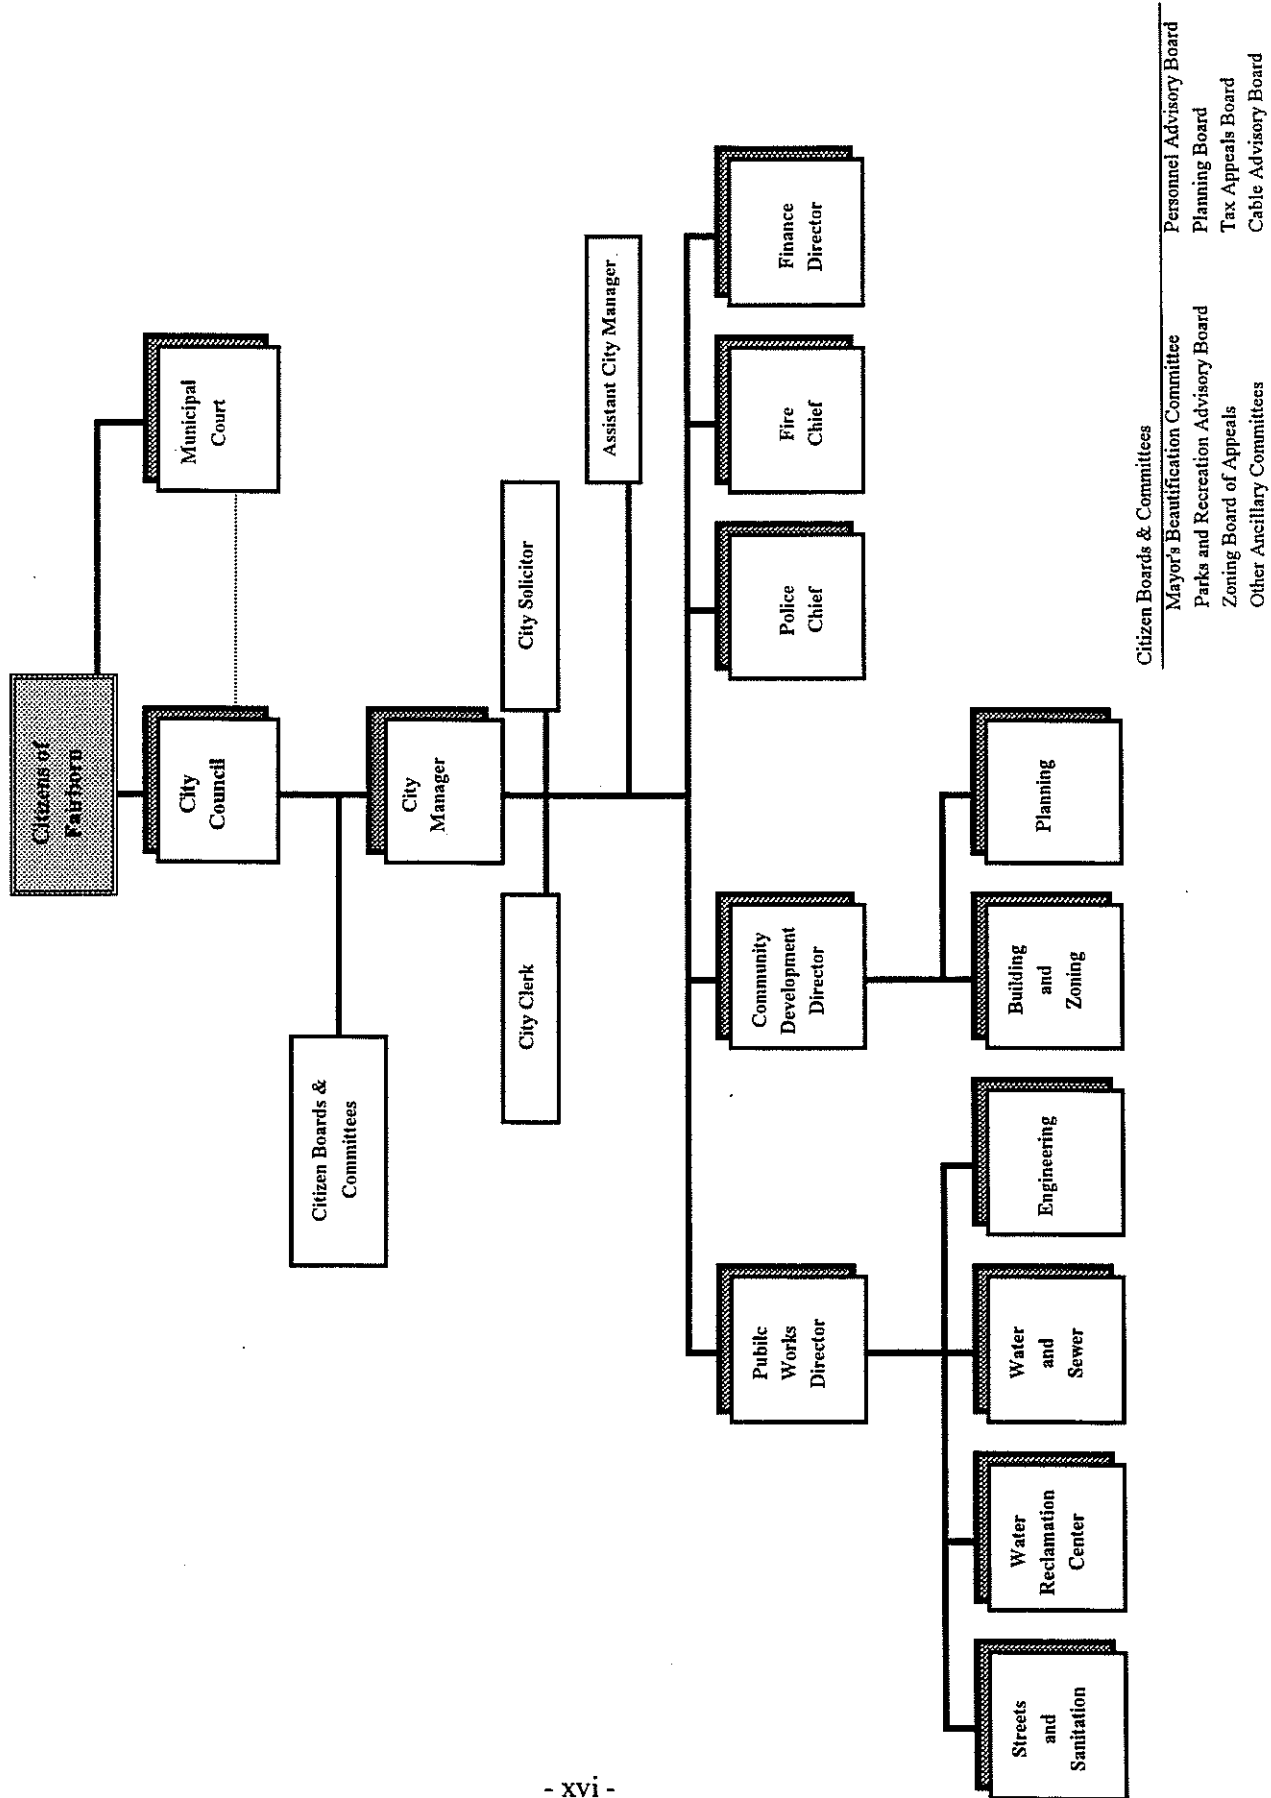 Citizens of
Fairborn
City
Council
Municipal
Court
Citizen Boards &
Committees
City
Manager
City Clerk
City Solicitor
Assistant City Manager
Public
Works
Director
Community
Development
Director
Police
Chief
Fire
Chief
Finance
Director
Streets
and
Sanitation
Water
Reclamation
Center
Water
and
Sewer
Engineering
Building
and
Zoning
Planning
Citizen Boards & Committees
Mayor's Beautification Committee
Parks and Recreation Advisory Board
Zoning Board of Appeals
Other Ancillary Committees
Personnel Advisory Board
Planning Board
Tax Appeals Board
Cable Advisory Board
- xvi -